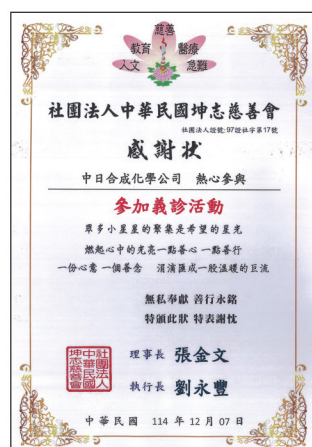 慈善
教育 醫療
人文 急難
社團法人中華民國坤志慈善會
社團法人證號:97證社字第17號
感謝狀
中日合成化學公司 熱心參與
參加義診活動
眾多小星星的聚集是希望的星光
燃起心中的光亮一點善心 一點善行
一份心意 一個善念 涓滴匯成一股溫暖的巨流
無私奉獻 善行永銘
特頒此狀 特表謝忱
社團法人中華民國坤志慈善會
理事長 張金文
執行長 劉永豐
中華民國 114 年 12 月 07 日